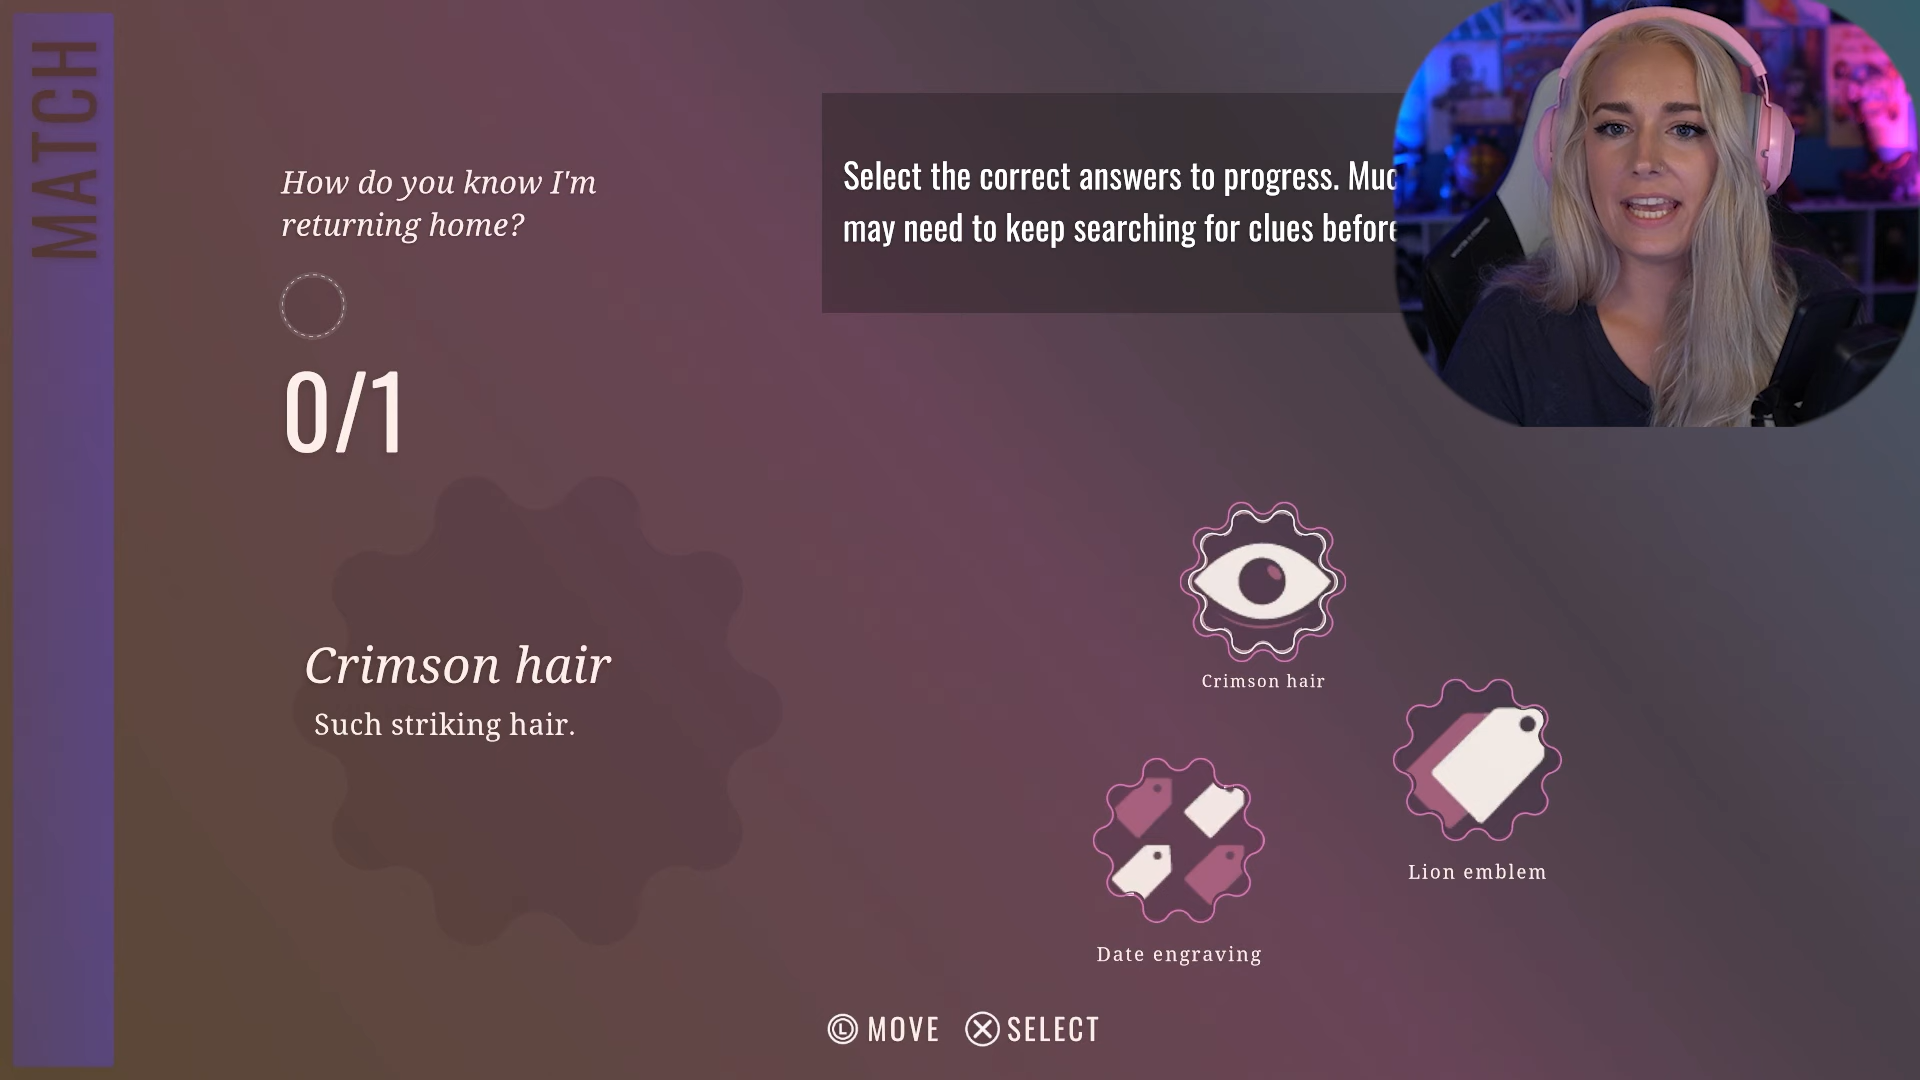 MATCH
How do you know I'm
returning home?
0/1
Select the correct answers to progress.
may need to keep searching for clues before
Crimson hair
Such striking hair.
Crimson hair
Lion emblem
Date engraving
L MOVE SELECT